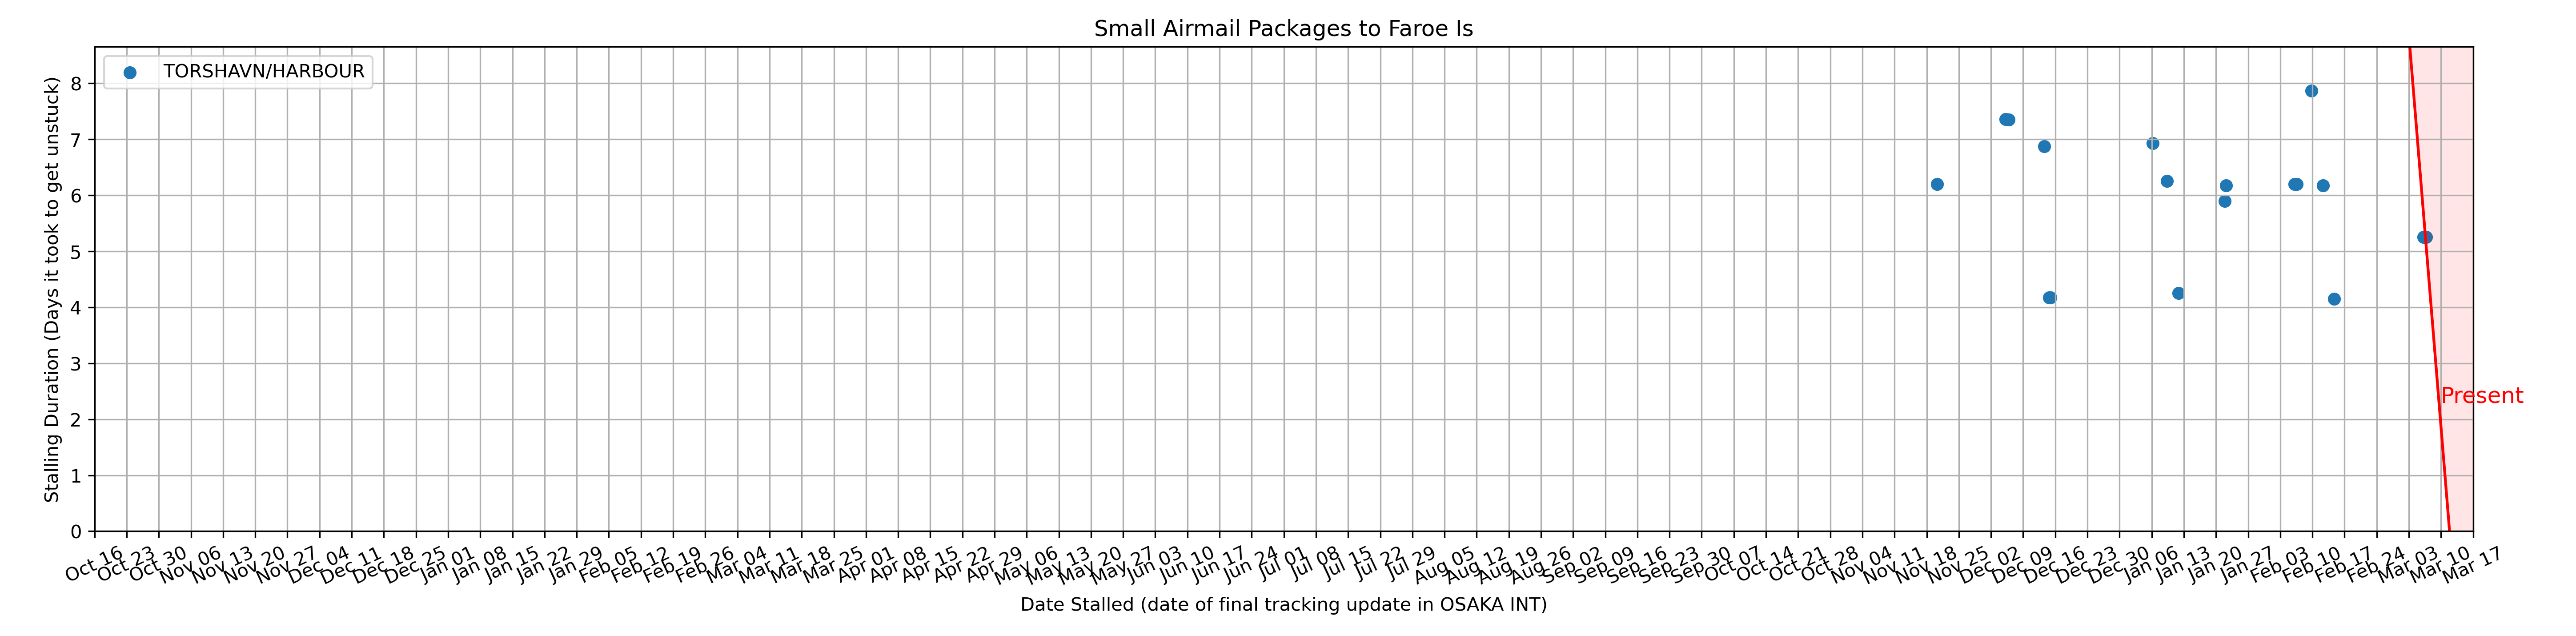 Small Airmail Packages to Faroe Is
TORSHAVN/HARBOUR
Stalling Duration (Days it took to get unstuck)
8
7
6
5
4
3
2
1
0
Present
Oct 16 Oct 23 Oct 30 Nov 06 Nov 13 Nov 20 Nov 27 Dec 04 Dec 11 Dec 18 Dec 25 Jan 01 Jan 08 Jan 15 Jan 22 Jan 29 Feb 05 Feb 12 Feb 19 Feb 26 Mar 04 Mar 11 Mar 18 Mar 25 Apr 01 Apr 08 Apr 15 Apr 22 Apr 29 May 06 May 13 May 20 May 27 Jun 03 Jun 10 Jun 17 Jun 24 Jul 01 Jul 08 Jul 15 Jul 22 Jul 29 Aug 05 Aug 12 Aug 19 Aug 26 Sep 02 Sep 09 Sep 16 Sep 23 Sep 30 Oct 07 Oct 14 Oct 21 Oct 28 Nov 04 Nov 11 Nov 18 Nov 25 Dec 02 Dec 09 Dec 16 Dec 23 Dec 30 Jan 06 Jan 13 Jan 20 Jan 27 Feb 03 Feb 10 Feb 17 Feb 24 Mar 03 Mar 10 Mar 17
Date Stalled (date of final tracking update in OSAKA INT)